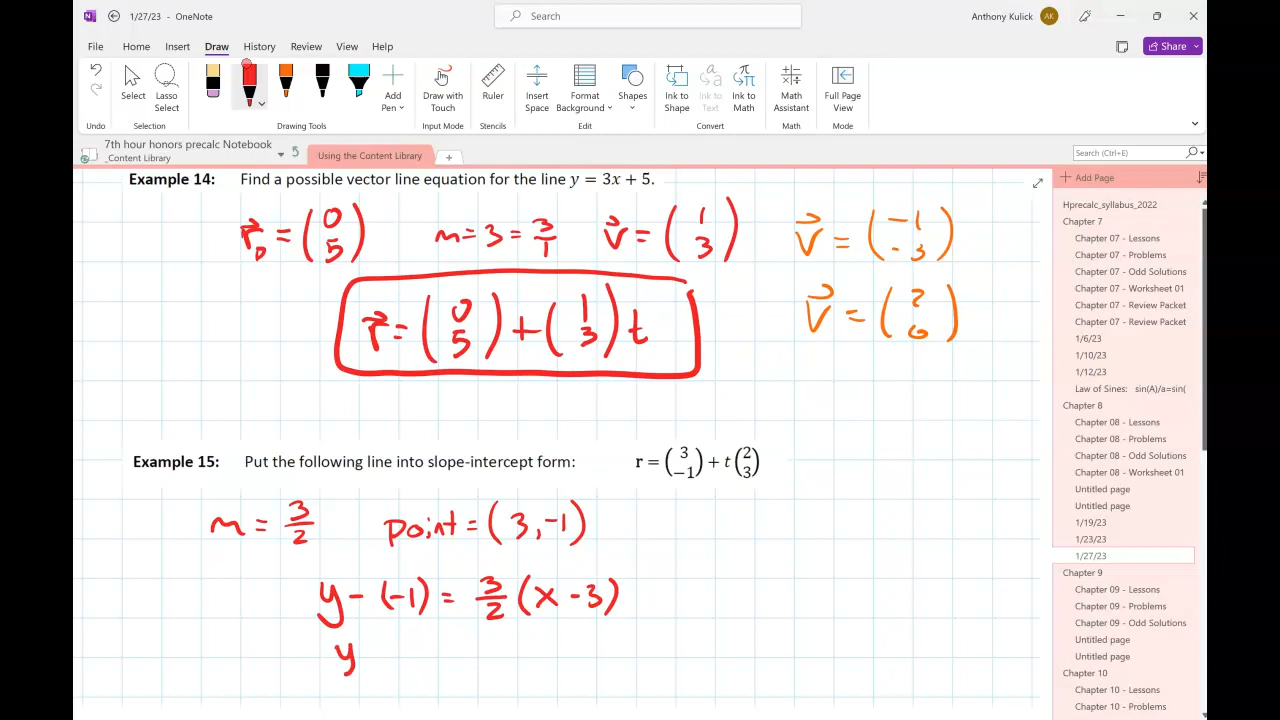 1/27/23 - OneNote
Search
Anthony Kulick
AK
File Home Insert Draw History Review View Help
Share
Undo
Select
Lasso Select
Add Pen
Draw with Touch
Ruler
Insert Space
Format Background
Shapes
Ink to Shape
Ink to Text
Ink to Math
Math Assistant
Full Page View
Undo Selection Drawing Tools Input Mode Stencils Edit Convert Math Mode
7th hour honors precalc Notebook
_Content Library
Using the Content Library
+
Search (Ctrl+E)
Example 14: Find a possible vector line equation for the line y = 3x + 5.
r⃗₀ = (0 5) m = 3 = 3/1 v⃗ = (1 3) v⃗ = (-1 -3)
r⃗ = (0 5) + (1 3) t v⃗ = (2 6)
Example 15: Put the following line into slope-intercept form: r = (3 −1) + t (2 3)
m = 3/2 point = (3, -1)
y - (-1) = 3/2 (x - 3)
y
+ Add Page
Hprecalc_syllabus_2022
Chapter 7
Chapter 07 - Lessons
Chapter 07 - Problems
Chapter 07 - Odd Solutions
Chapter 07 - Worksheet 01
Chapter 07 - Review Packet
Chapter 07 - Review Packet
1/6/10
1/10/23
1/12/23
Law of Sines: sin(A)/a=sin(
Chapter 8
Chapter 08 - Lessons
Chapter 08 - Problems
Chapter 08 - Odd Solutions
Chapter 08 - Worksheet 01
Untitled page
Untitled page
1/19/23
1/23/23
1/27/23
Chapter 9
Chapter 09 - Lessons
Chapter 09 - Problems
Chapter 09 - Odd Solutions
Untitled page
Untitled page
Chapter 10
Chapter 10 - Lessons
Chapter 10 - Problems